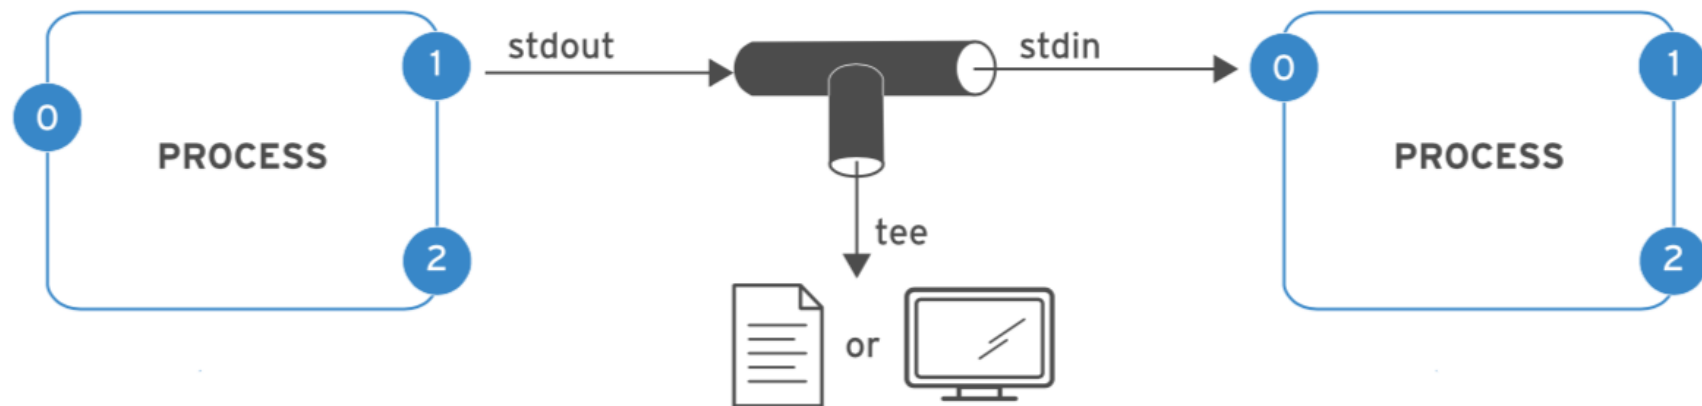 stdout
stdin
1
0
1
0
PROCESS
PROCESS
tee
2
2
or